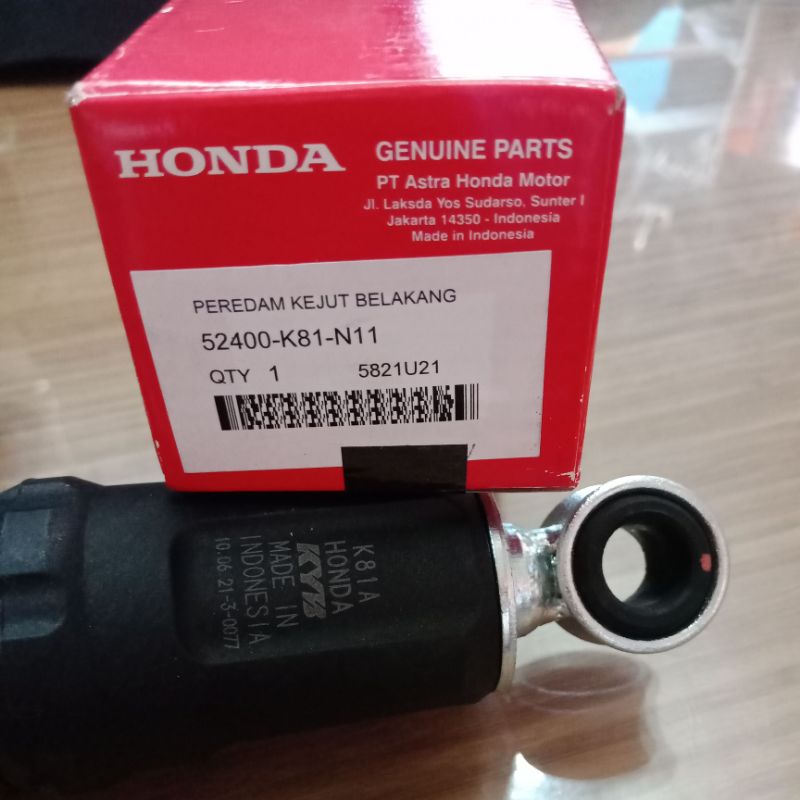 HONDA
GENUINE PARTS
PT Astra Honda Motor
Jl. Laksda Yos Sudarso, Sunter I
Jakarta 14350 - Indonesia
Made in Indonesia
PEREDAM KEJUT BELAKANG
52400-K81-N11
QTY 1 5821U21
K81A
HONDA
KYB
MADE IN
INDONESIA
10.06.21-3-0077